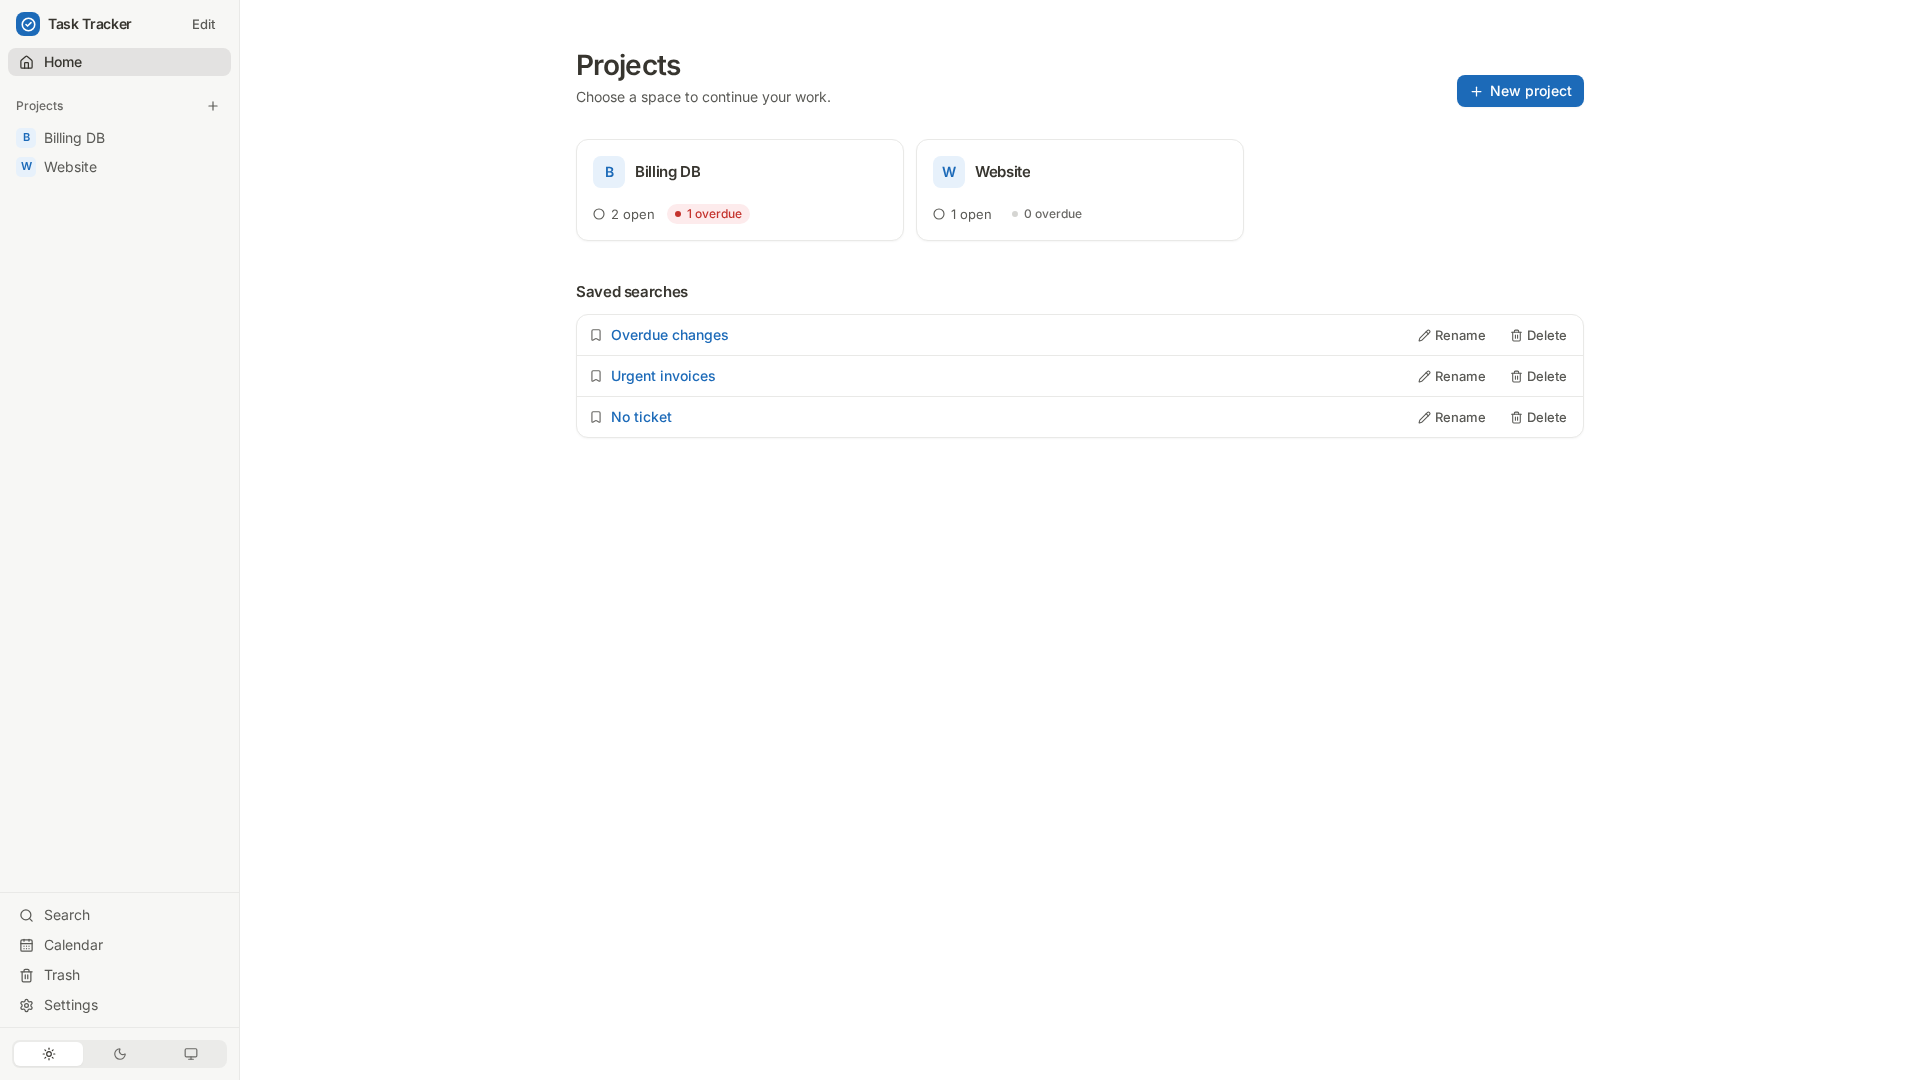 Task Tracker
Edit
Home
Projects
B Billing DB
W Website
Search
Calendar
Trash
Settings
Projects
Choose a space to continue your work.
New project
B Billing DB
2 open 1 overdue
W Website
1 open 0 overdue
Saved searches
Overdue changes Rename Delete
Urgent invoices Rename Delete
No ticket Rename Delete